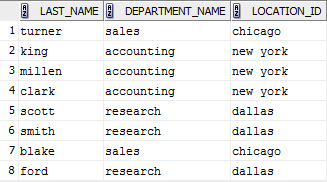 LAST_NAME DEPARTMENT_NAME LOCATION_ID
1 turner sales chicago
2 king accounting new york
3 millen accounting new york
4 clark accounting new york
5 scott research dallas
6 smith research dallas
7 blake sales chicago
8 ford research dallas